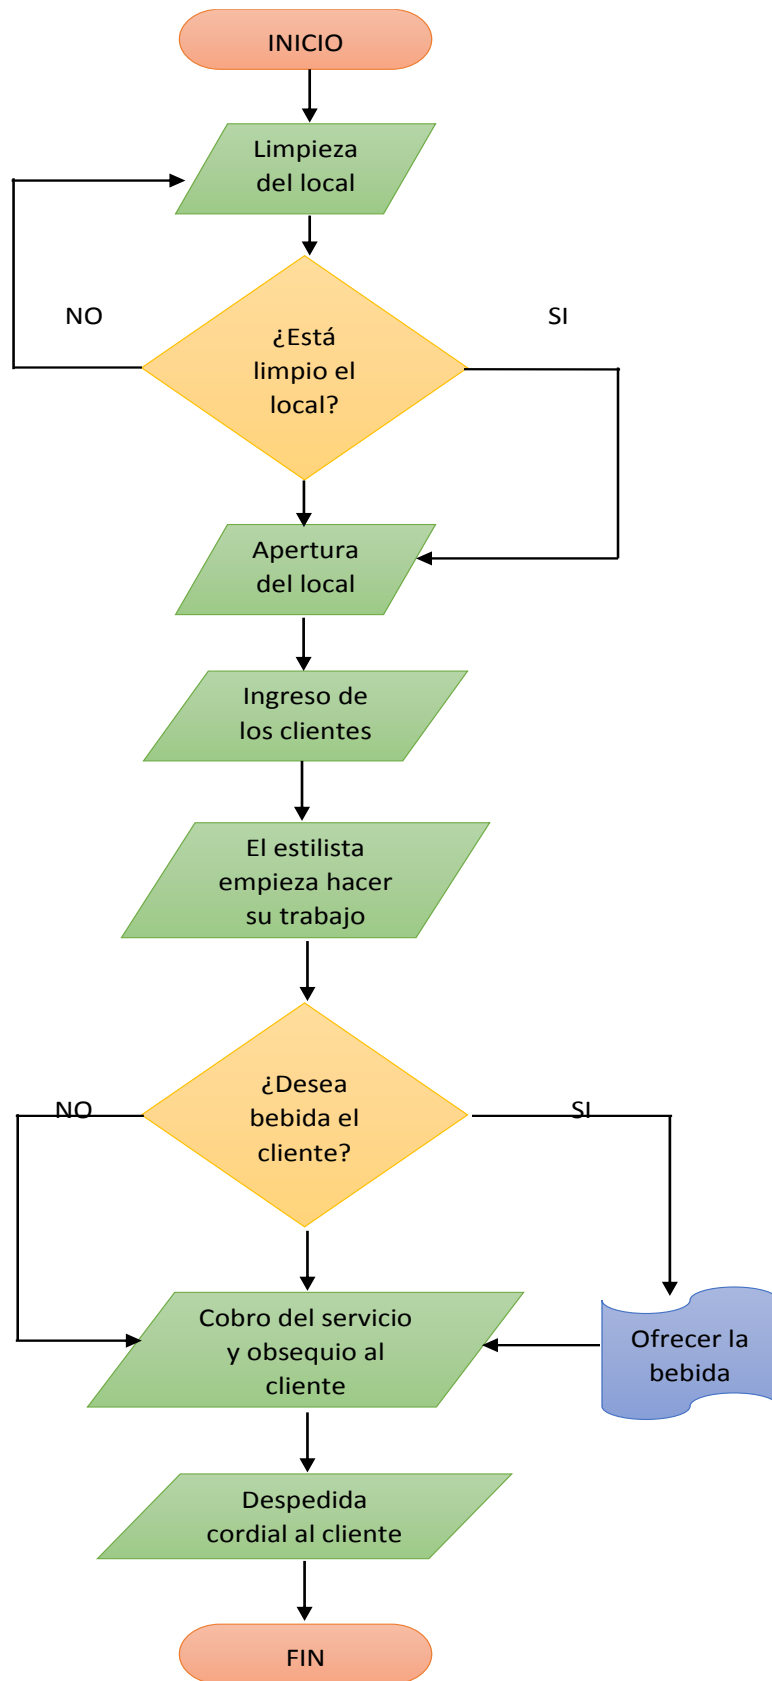 INICIO
Limpieza
del local
NO
SI
¿Está
limpio el
local?
Apertura
del local
Ingreso de
los clientes
El estilista
empieza hacer
su trabajo
¿Desea
bebida el
cliente?
NO
SI
Cobro del servicio
y obsequio al
cliente
Ofrecer la
bebida
Despedida
cordial al cliente
FIN